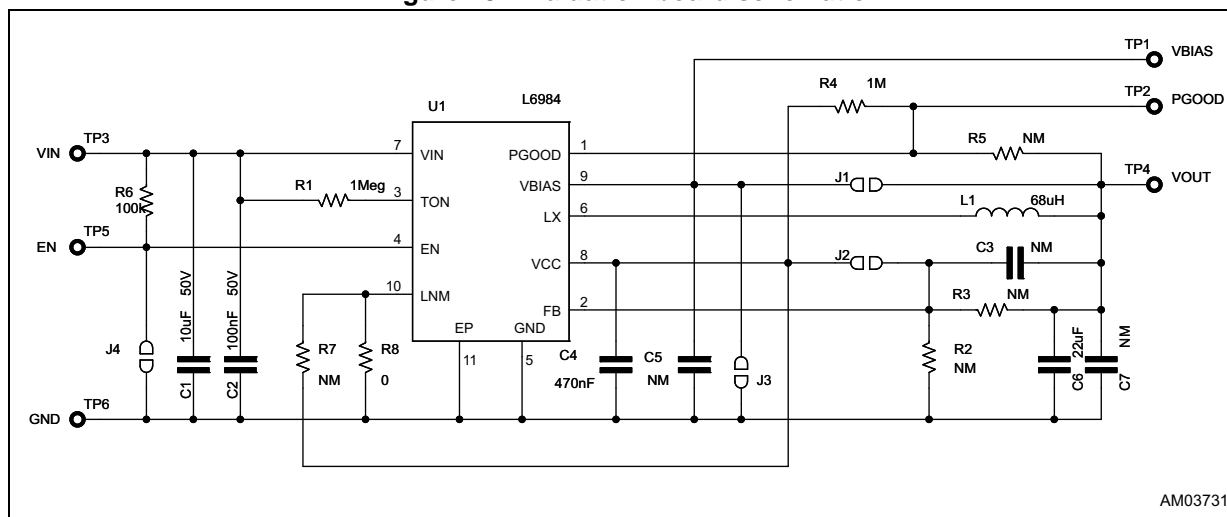 TP1
VBIAS
R4 1M
TP2
PGOOD
U1
L6984
TP3
VIN
7 VIN
PGOOD 1
R5 NM
R6
100k
R1 1Meg
3 TON
VBIAS 9
J1
TP4
VOUT
LX 6
L1 68uH
TP5
EN
4 EN
VCC 8
J2
C3 NM
10 LNM
FB 2
R3 NM
EP
GND
11
5
J4
10uF 50V
C1
100nF 50V
C2
R7
NM
R8
0
C4
470nF
C5
NM
J3
R2
NM
22uF
C6
NM
C7
TP6
GND
AM03731